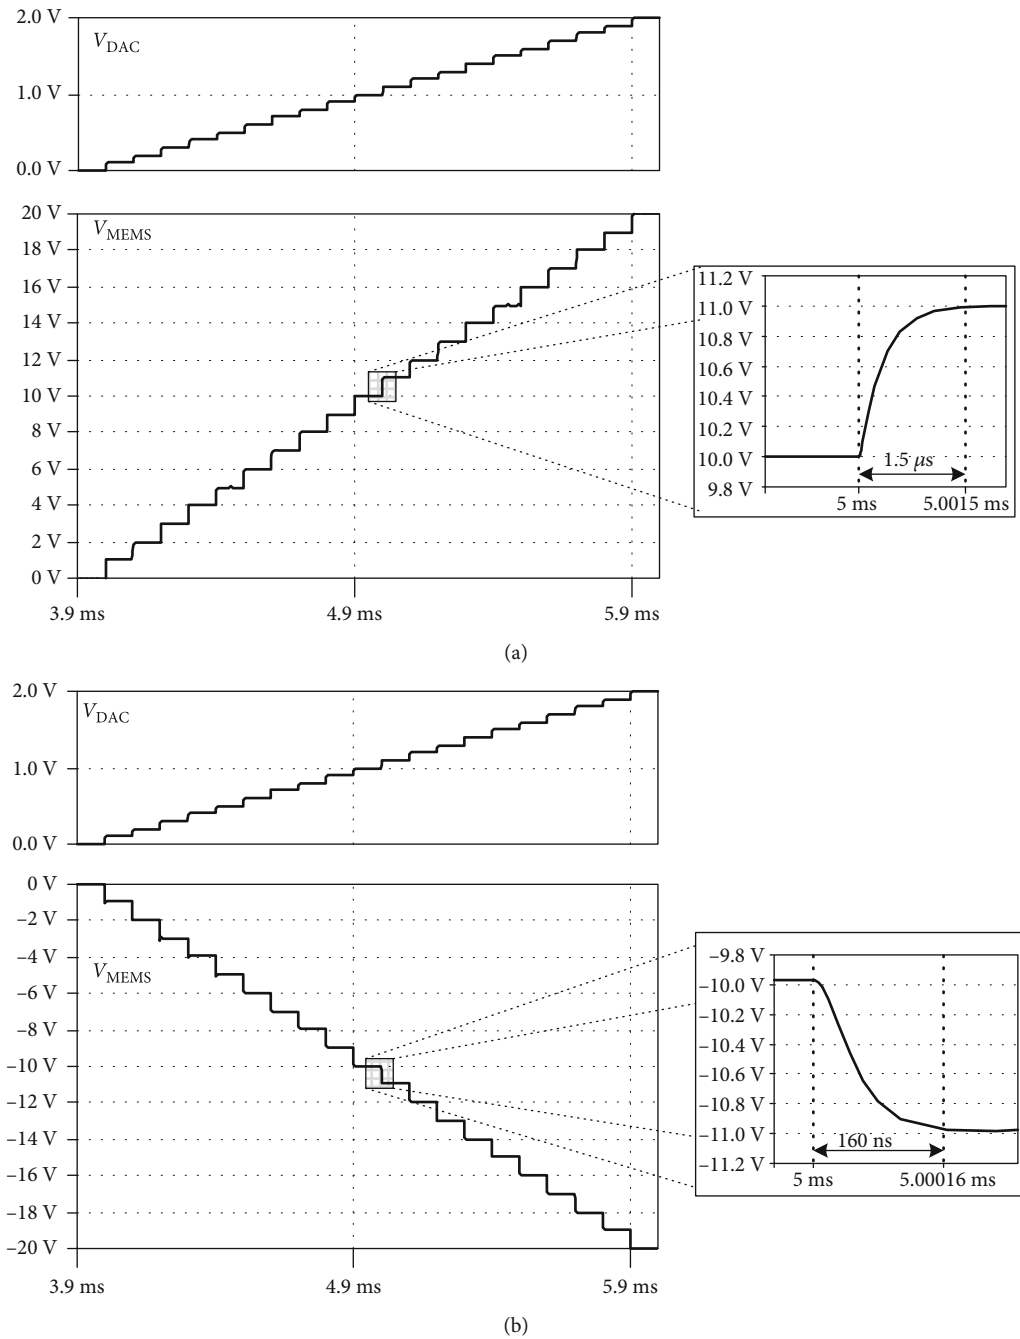 2.0 V
V_DAC
1.0 V
0.0 V
20 V
V_MEMS
18 V
16 V
14 V
12 V
10 V
8 V
6 V
4 V
2 V
0 V
3.9 ms 4.9 ms 5.9 ms
11.2 V
11.0 V
10.8 V
10.6 V
10.4 V
10.2 V
10.0 V
9.8 V
1.5 μs
5 ms 5.0015 ms
(a)
2.0 V
V_DAC
1.0 V
0.0 V
0 V
–2 V
–4 V
V_MEMS
–6 V
–8 V
–10 V
–12 V
–14 V
–16 V
–18 V
–20 V
3.9 ms 4.9 ms 5.9 ms
–9.8 V
–10.0 V
–10.2 V
–10.4 V
–10.6 V
–10.8 V
–11.0 V
–11.2 V
160 ns
5 ms 5.00016 ms
(b)